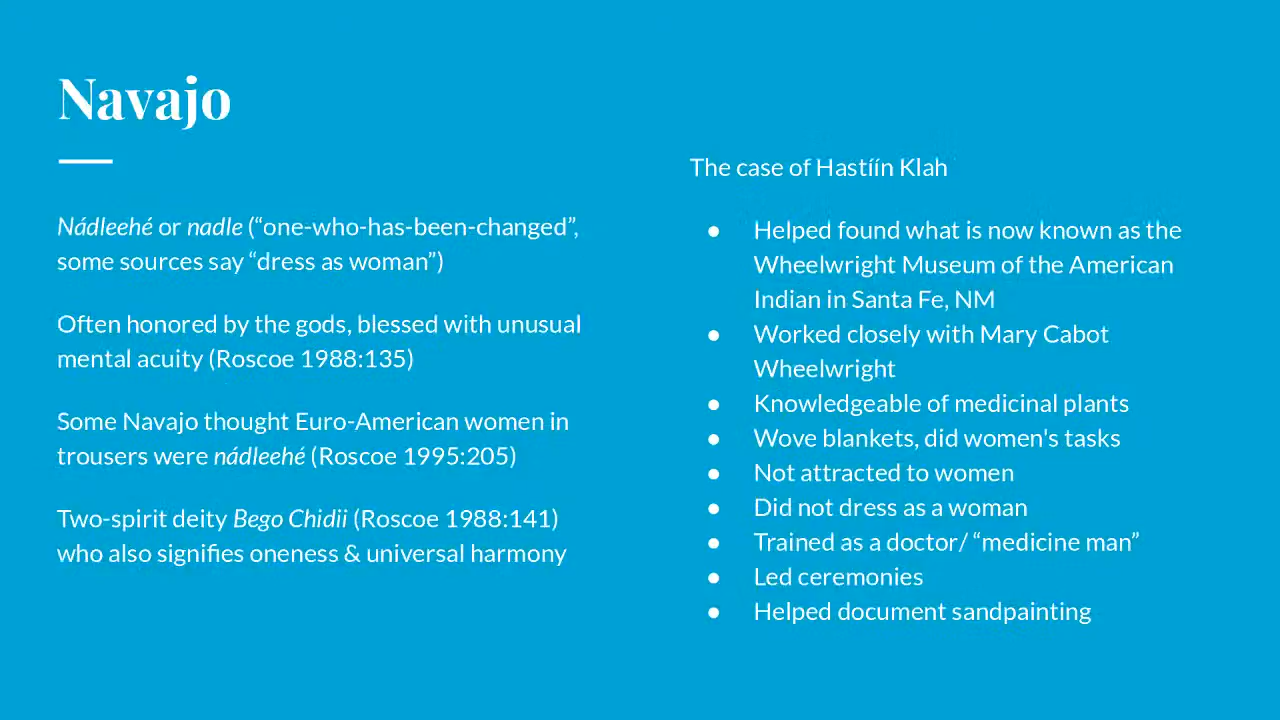 Navajo
Nádleehé or nadle (“one-who-has-been-changed”,
some sources say “dress as woman”)
Often honored by the gods, blessed with unusual
mental acuity (Roscoe 1988:135)
Some Navajo thought Euro-American women in
trousers were nádleehé (Roscoe 1995:205)
Two-spirit deity Bego Chidii (Roscoe 1988:141)
who also signifies oneness & universal harmony
The case of Hastíín Klah
● Helped found what is now known as the
Wheelwright Museum of the American
Indian in Santa Fe, NM
● Worked closely with Mary Cabot
Wheelwright
● Knowledgeable of medicinal plants
● Wove blankets, did women's tasks
● Not attracted to women
● Did not dress as a woman
● Trained as a doctor/ “medicine man”
● Led ceremonies
● Helped document sandpainting